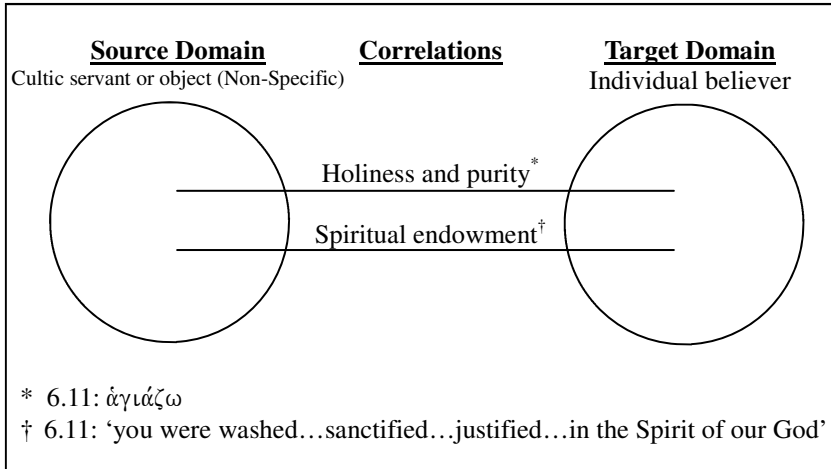 Source Domain Correlations Target Domain
Cultic servant or object (Non-Specific) Individual believer
Holiness and purity*
Spiritual endowment†
* 6.11: ἁγιάζω
† 6.11: ‘you were washed…sanctified…justified…in the Spirit of our God’